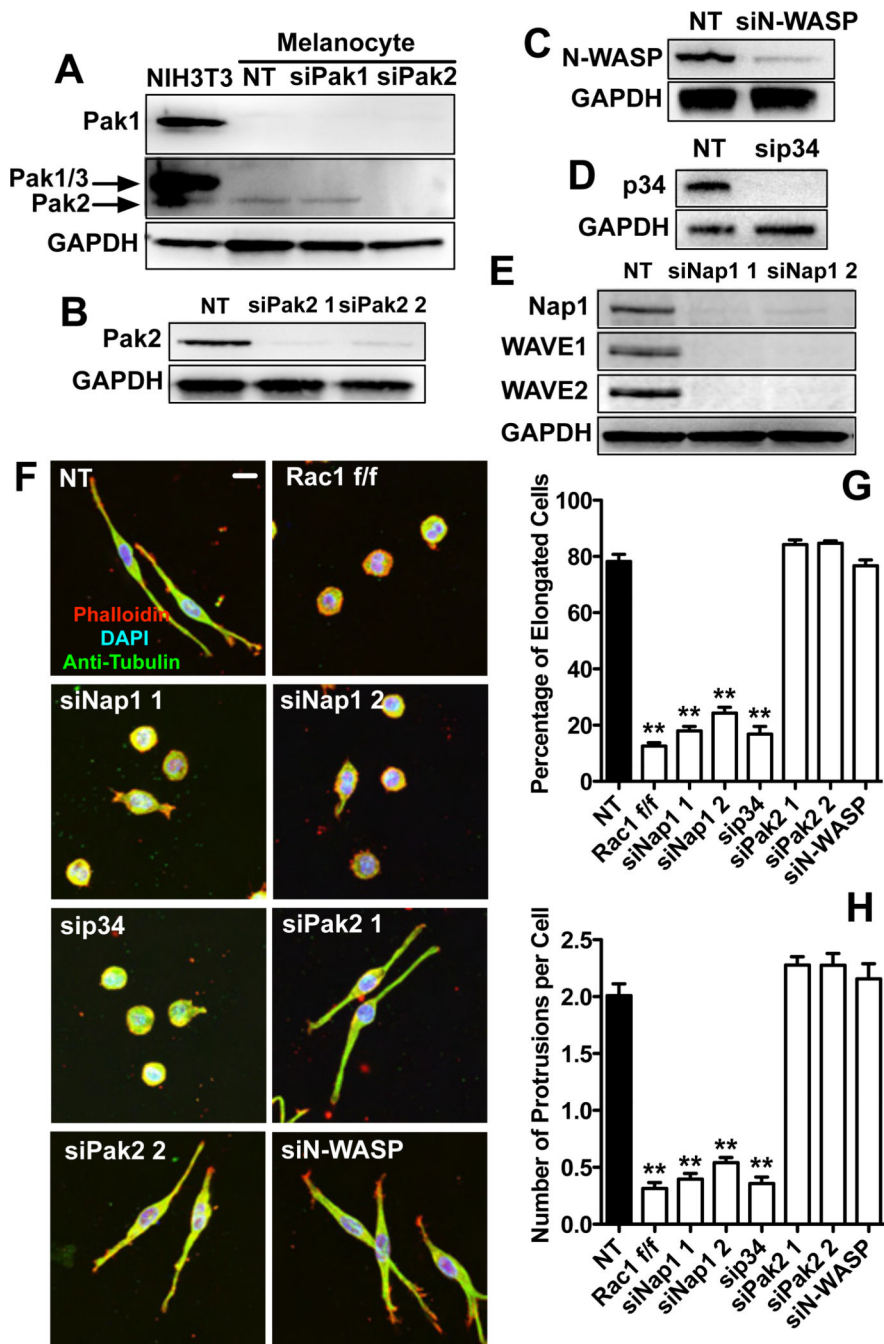 A
Melanocyte
NIH3T3 NT siPak1 siPak2
Pak1
Pak1/3
Pak2
GAPDH
B
NT siPak2 1 siPak2 2
Pak2
GAPDH
C
NT siN-WASP
N-WASP
GAPDH
D
NT sip34
p34
GAPDH
E
NT siNap1 1 siNap1 2
Nap1
WAVE1
WAVE2
GAPDH
F
NT
Phalloidin
DAPI
Anti-Tubulin
Rac1 f/f
siNap1 1
siNap1 2
sip34
siPak2 1
siPak2 2
siN-WASP
G
Percentage of Elongated Cells
100
80
60
40
20
0
** ** ** **
NT
Rac1 f/f
siNap1 1
siNap1 2
sip34
siPak2 1
siPak2 2
siN-WASP
H
Number of Protrusions per Cell
2.5
2.0
1.5
1.0
0.5
0.0
** ** ** **
NT
Rac1 f/f
siNap1 1
siNap1 2
sip34
siPak2 1
siPak2 2
siN-WASP